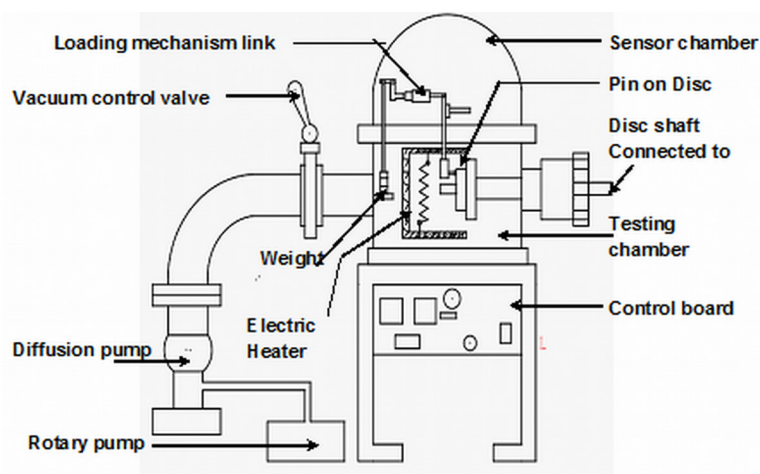 Loading mechanism link
Sensor chamber
Pin on Disc
Vacuum control valve
Disc shaft
Connected to
Testing
chamber
Weight
Control board
Electric
Heater
Diffusion pump
Rotary pump
L